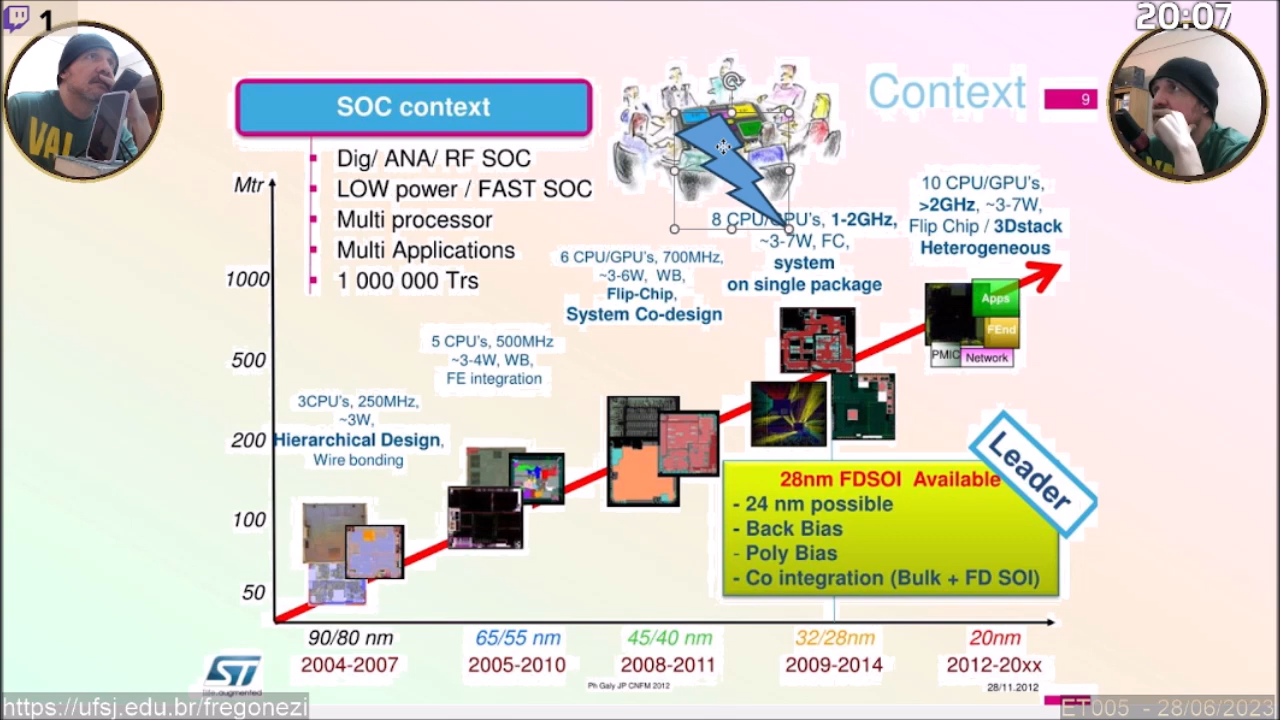 1
20:07
SOC context
Context
9
Dig/ ANA/ RF SOC
LOW power / FAST SOC
Multi processor
Multi Applications
1 000 000 Trs
Mtr
1000
500
200
100
50
3CPU's, 250MHz,
~3W,
Hierarchical Design,
Wire bonding
5 CPU's, 500MHz
~3-4W, WB,
FE integration
6 CPU/GPU's, 700MHz,
~3-6W, WB,
Flip-Chip,
System Co-design
8 CPU/GPU's, 1-2GHz,
~3-7W, FC,
system
on single package
10 CPU/GPU's,
>2GHz, ~3-7W,
Flip Chip / 3Dstack
Heterogeneous
Apps
FEnd
PMIC
Network
Leader
28nm FDSOI Available
- 24 nm possible
- Back Bias
- Poly Bias
- Co integration (Bulk + FD SOI)
90/80 nm
65/55 nm
45/40 nm
32/28nm
20nm
2004-2007
2005-2010
2008-2011
2009-2014
2012-20xx
ST
life.augmented
Ph Galy JP CNFM 2012
28/11.2012
VAL
https://ufsj.edu.br/fregonezi
ET005 - 28/06/2023